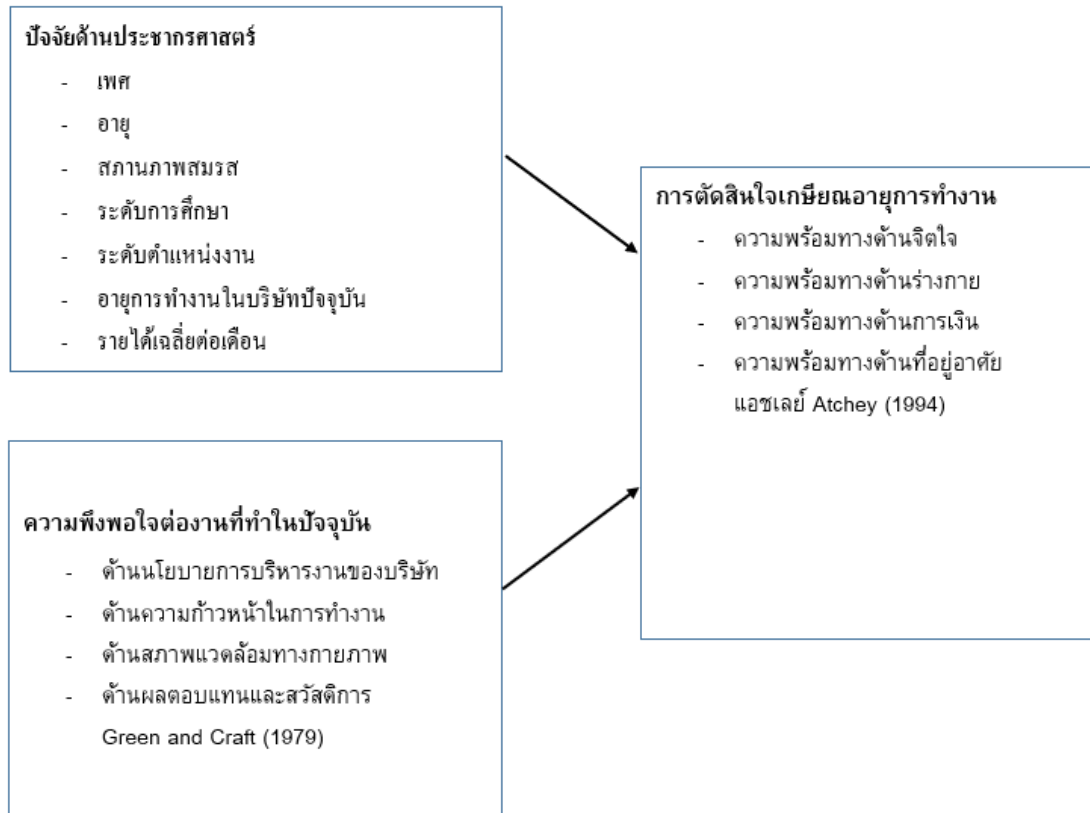 ปัจจัยด้านประชากรศาสตร์
- เพศ
- อายุ
- สภานภาพสมรส
- ระดับการศึกษา
- ระดับตำแหน่งงาน
- อายุการทำงานในบริษัทปัจจุบัน
- รายได้เฉลี่ยต่อเดือน
ความพึงพอใจต่องานที่ทำในปัจจุบัน
- ด้านนโยบายการบริหารงานของบริษัท
- ด้านความก้าวหน้าในการทำงาน
- ด้านสภาพแวดล้อมทางกายภาพ
- ด้านผลตอบแทนและสวัสดิการ
Green and Craft (1979)
การตัดสินใจเกษียณอายุการทำงาน
- ความพร้อมทางด้านจิตใจ
- ความพร้อมทางด้านร่างกาย
- ความพร้อมทางด้านการเงิน
- ความพร้อมทางด้านที่อยู่อาศัย
แอชเลย์ Atchey (1994)